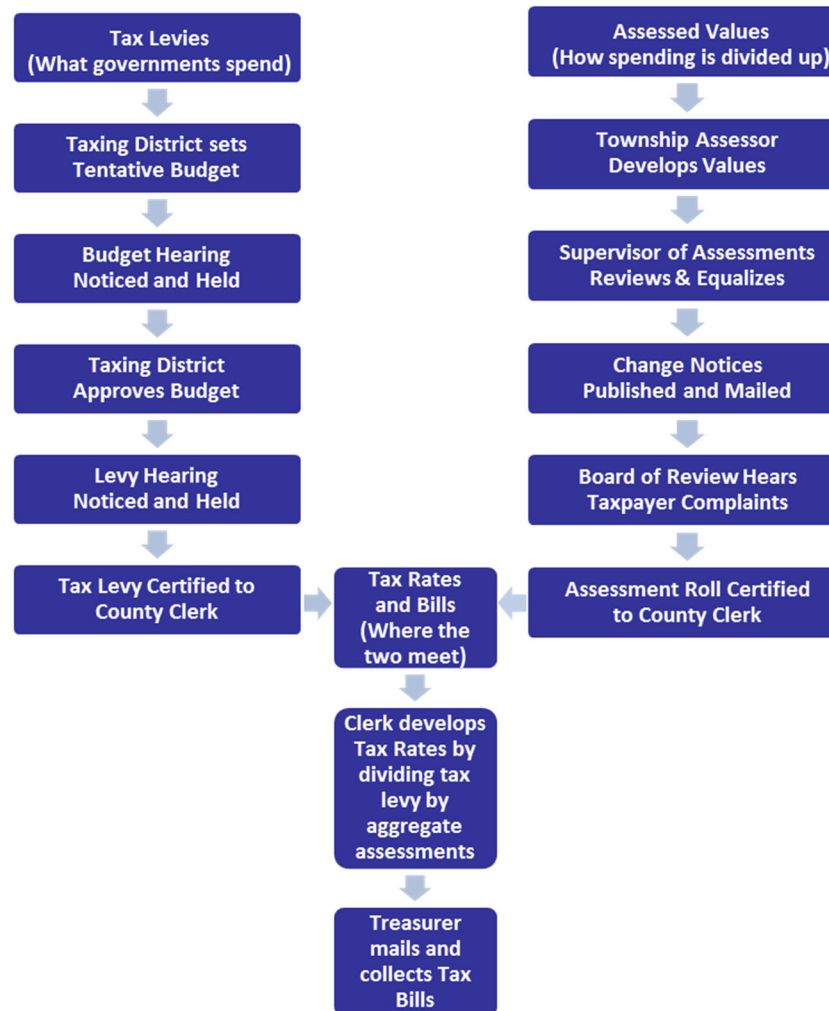 Tax Levies
(What governments spend)
Taxing District sets
Tentative Budget
Budget Hearing
Noticed and Held
Taxing District
Approves Budget
Levy Hearing
Noticed and Held
Tax Levy Certified to
County Clerk
Assessed Values
(How spending is divided up)
Township Assessor
Develops Values
Supervisor of Assessments
Reviews & Equalizes
Change Notices
Published and Mailed
Board of Review Hears
Taxpayer Complaints
Assessment Roll Certified
to County Clerk
Tax Rates
and Bills
(Where the
two meet)
Clerk develops
Tax Rates by
dividing tax
levy by
aggregate
assessments
Treasurer
mails and
collects Tax
Bills